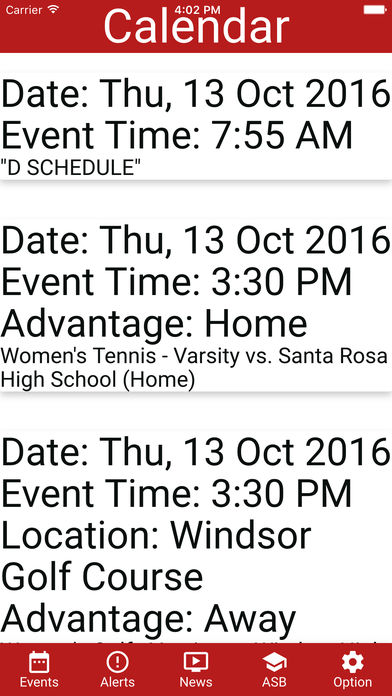 Carrier 4:02 PM
Calendar
Date: Thu, 13 Oct 2016
Event Time: 7:55 AM
"D SCHEDULE"
Date: Thu, 13 Oct 2016
Event Time: 3:30 PM
Advantage: Home
Women's Tennis - Varsity vs. Santa Rosa
High School (Home)
Date: Thu, 13 Oct 2016
Event Time: 3:30 PM
Location: Windsor
Golf Course
Advantage: Away
Events Alerts News ASB Option